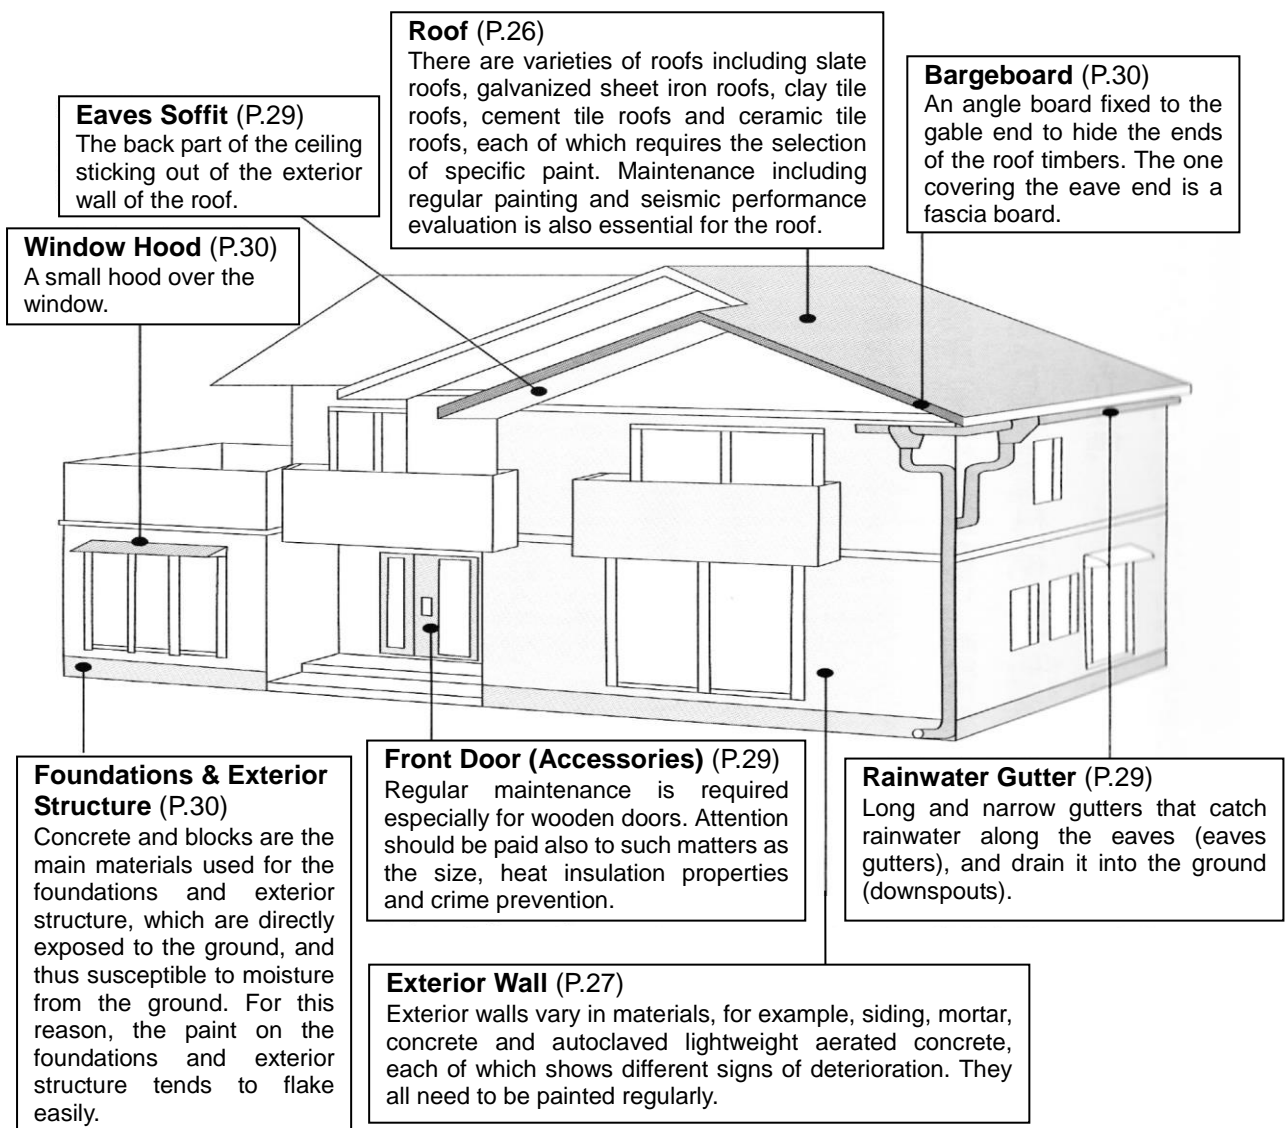 Roof (P.26)
There are varieties of roofs including slate
roofs, galvanized sheet iron roofs, clay tile
roofs, cement tile roofs and ceramic tile
roofs, each of which requires the selection
of specific paint. Maintenance including
regular painting and seismic performance
evaluation is also essential for the roof.
Bargeboard (P.30)
An angle board fixed to the
gable end to hide the ends
of the roof timbers. The one
covering the eave end is a
fascia board.
Eaves Soffit (P.29)
The back part of the ceiling
sticking out of the exterior
wall of the roof.
Window Hood (P.30)
A small hood over the
window.
Foundations & Exterior
Structure (P.30)
Concrete and blocks are the
main materials used for the
foundations and exterior
structure, which are directly
exposed to the ground, and
thus susceptible to moisture
from the ground. For this
reason, the paint on the
foundations and exterior
structure tends to flake
easily.
Front Door (Accessories) (P.29)
Regular maintenance is required
especially for wooden doors. Attention
should be paid also to such matters as
the size, heat insulation properties
and crime prevention.
Rainwater Gutter (P.29)
Long and narrow gutters that catch
rainwater along the eaves (eaves
gutters), and drain it into the ground
(downspouts).
Exterior Wall (P.27)
Exterior walls vary in materials, for example, siding, mortar,
concrete and autoclaved lightweight aerated concrete,
each of which shows different signs of deterioration. They
all need to be painted regularly.